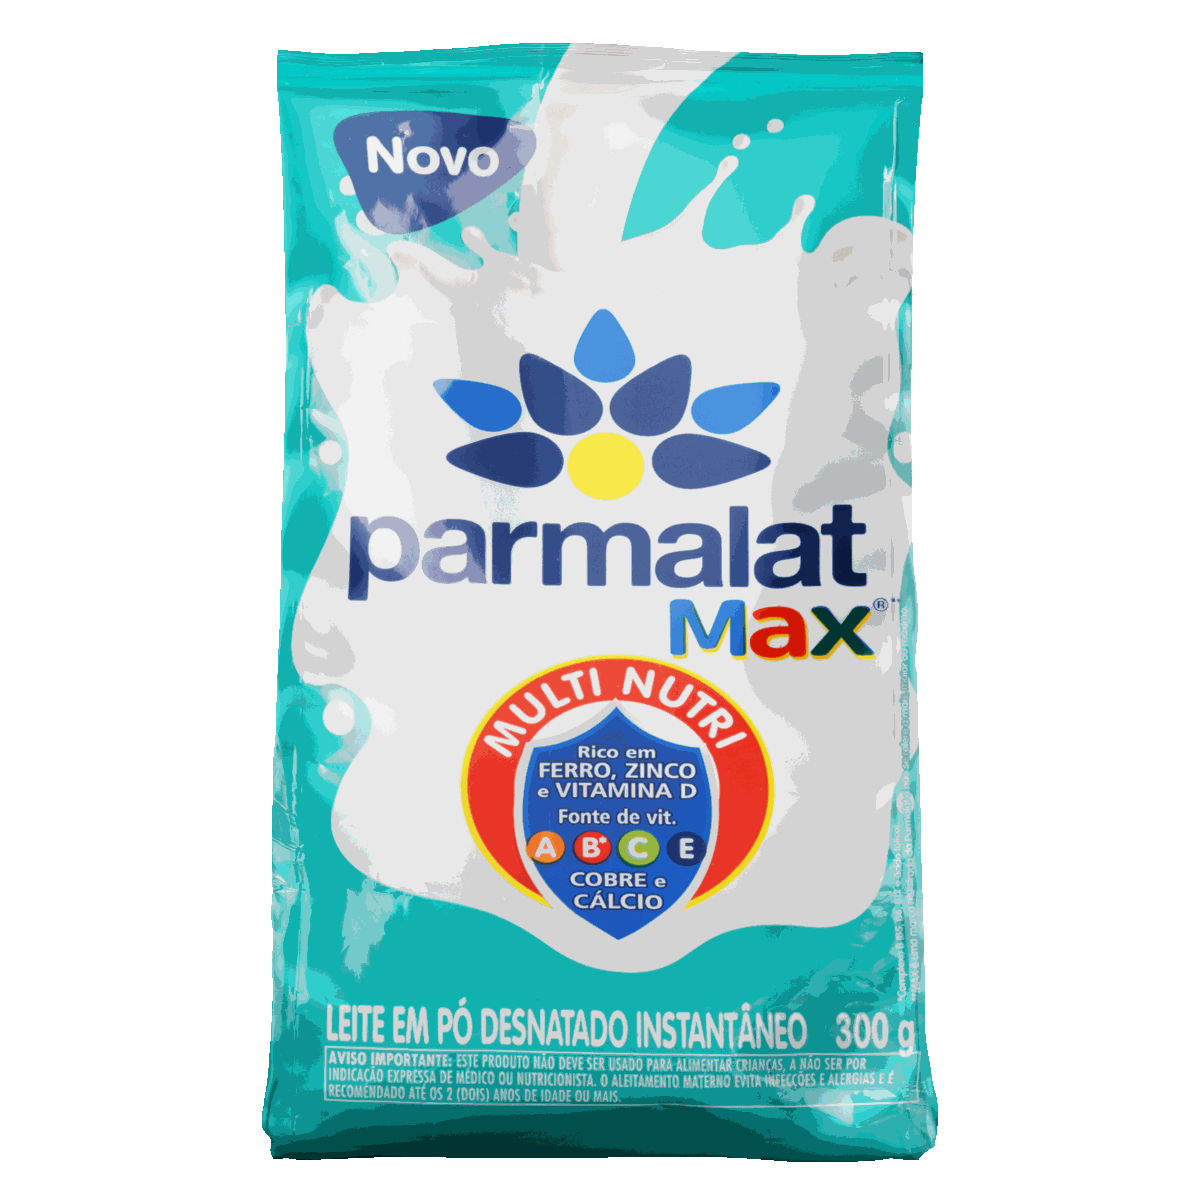 Novo
parmalat
Max®
MULTI NUTRI
Rico em
FERRO, ZINCO
e VITAMINA D
Fonte de vit.
A B* C E
COBRE e
CÁLCIO
LEITE EM PÓ DESNATADO INSTANTÂNEO 300 g
AVISO IMPORTANTE: ESTE PRODUTO NÃO DEVE SER USADO PARA ALIMENTAR CRIANÇAS, A NÃO SER POR
INDICAÇÃO EXPRESSA DE MÉDICO OU NUTRICIONISTA. O ALEITAMENTO MATERNO EVITA INFECÇÕES E ALERGIAS E É
RECOMENDADO ATÉ OS 2 (DOIS) ANOS DE IDADE OU MAIS.